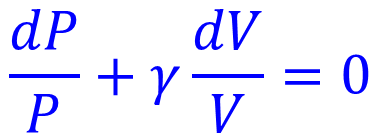 dP/P + γ dV/V = 0